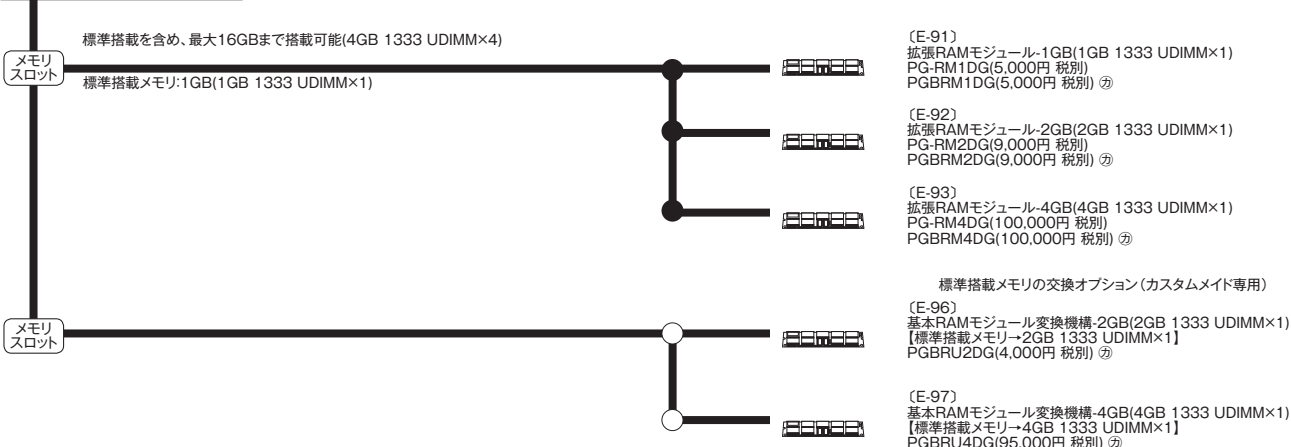 標準搭載を含め、最大16GBまで搭載可能(4GB 1333 UDIMM×4)
メモリ
スロット
標準搭載メモリ:1GB(1GB 1333 UDIMM×1)
〔E-91〕
拡張RAMモジュール-1GB(1GB 1333 UDIMM×1)
PG-RM1DG(5,000円 税別)
PGBRM1DG(5,000円 税別) ㋕
〔E-92〕
拡張RAMモジュール-2GB(2GB 1333 UDIMM×1)
PG-RM2DG(9,000円 税別)
PGBRM2DG(9,000円 税別) ㋕
〔E-93〕
拡張RAMモジュール-4GB(4GB 1333 UDIMM×1)
PG-RM4DG(100,000円 税別)
PGBRM4DG(100,000円 税別) ㋕
標準搭載メモリの交換オプション（カスタムメイド専用）
メモリ
スロット
〔E-96〕
基本RAMモジュール変換機構-2GB(2GB 1333 UDIMM×1)
【標準搭載メモリ→2GB 1333 UDIMM×1】
PGBRU2DG(4,000円 税別) ㋕
〔E-97〕
基本RAMモジュール変換機構-4GB(4GB 1333 UDIMM×1)
【標準搭載メモリ→4GB 1333 UDIMM×1】
PGBRU4DG(95,000円 税別) ㋕